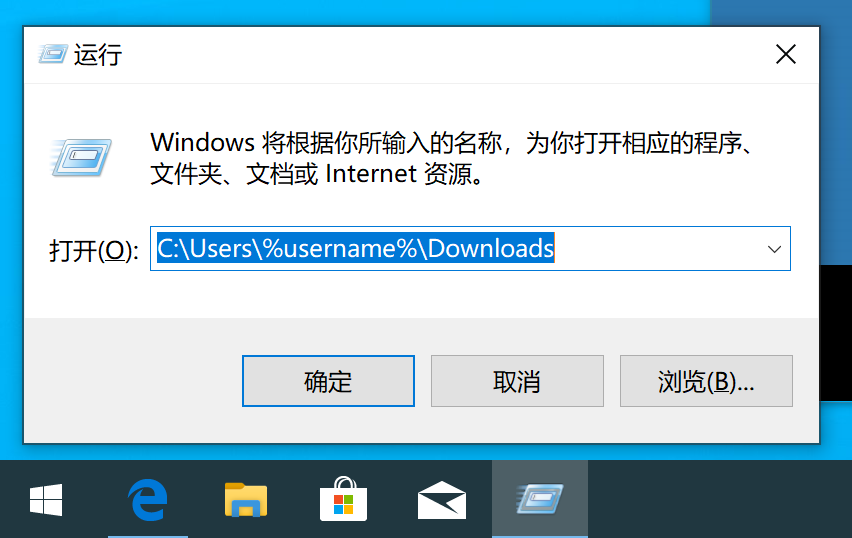 运行
Windows 将根据你所输入的名称，为你打开相应的程序、
文件夹、文档或 Internet 资源。
打开(O): C:\Users\%username%\Downloads
确定 取消 浏览(B)...